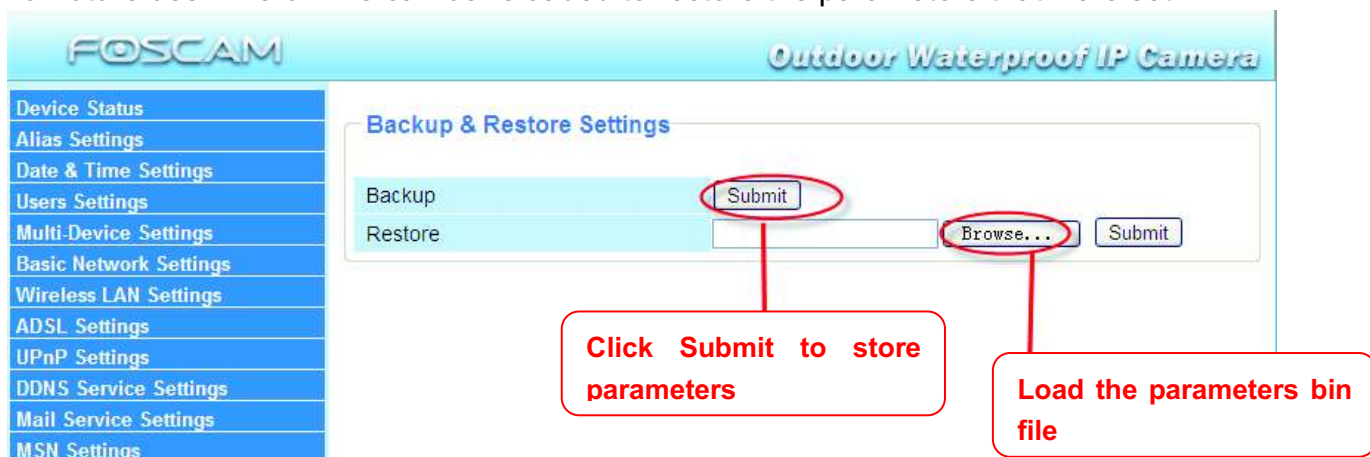 FOSCAM
Outdoor Waterproof IP Camera
Device Status
Alias Settings
Date & Time Settings
Users Settings
Multi-Device Settings
Basic Network Settings
Wireless LAN Settings
ADSL Settings
UPnP Settings
DDNS Service Settings
Mail Service Settings
MSN Settings
Backup & Restore Settings
Backup Submit
Restore Browse... Submit
Click Submit to store
parameters
Load the parameters bin
file